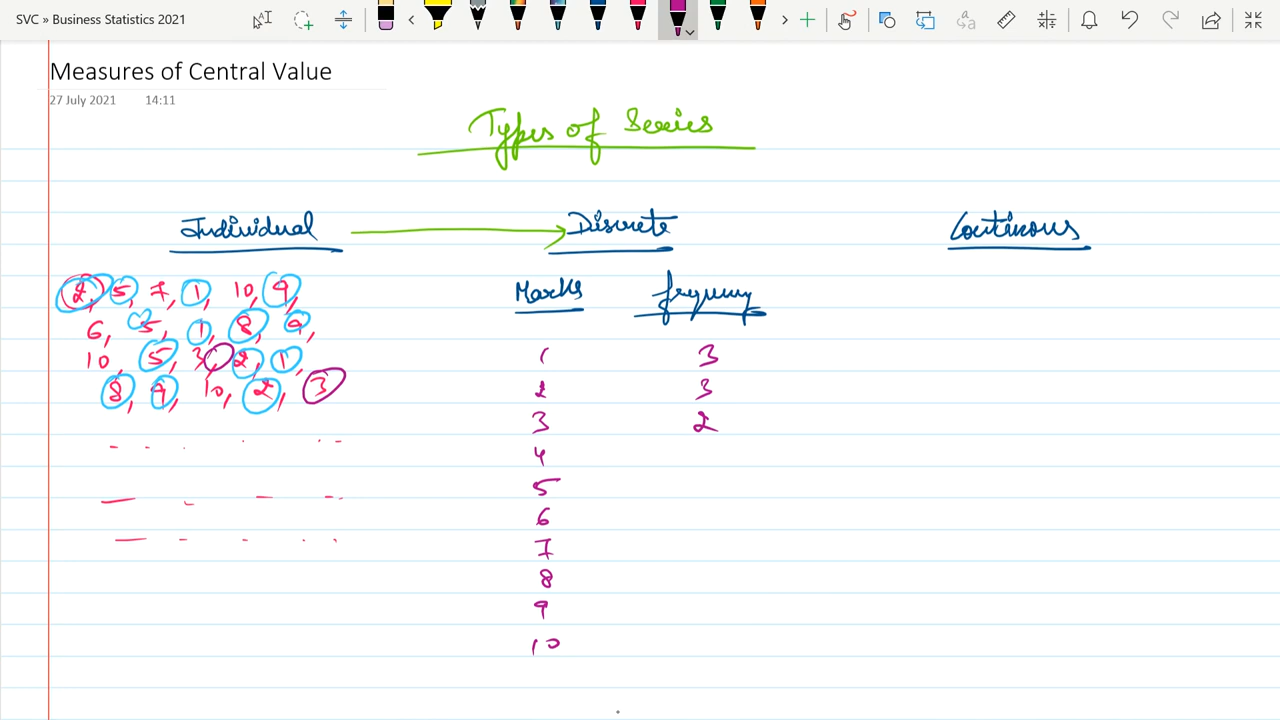 SVC » Business Statistics 2021
Measures of Central Value
27 July 2021 14:11
Types of Series
Individual Discrete Continous
2, 5, 7, 1, 10, 9,
6, 5, 1, 8, 9,
10, 5, 3, 2, 1,
8, 9, 10, 2, 3
Marks frequency
1 3
2 3
3 2
4
5
6
7
8
9
10